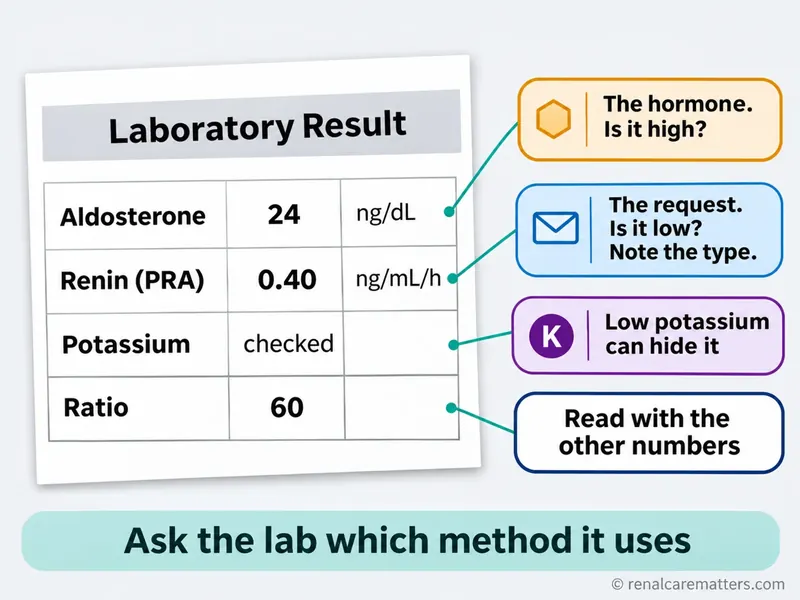 Laboratory Result
Aldosterone 24 ng/dL
Renin (PRA) 0.40 ng/mL/h
Potassium checked
Ratio 60
The hormone.
Is it high?
The request.
Is it low?
Note the type.
K
Low potassium
can hide it
Read with the
other numbers
Ask the lab which method it uses
© renalcarematters.com